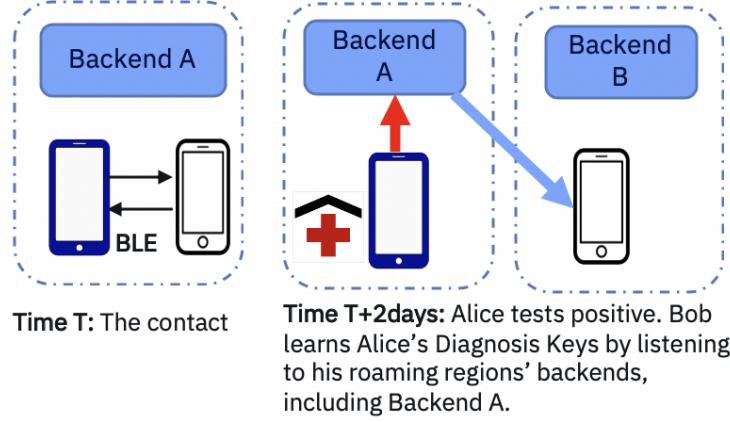 Backend A
BLE
Time T: The contact
Backend
A
Backend
B
Time T+2days: Alice tests positive. Bob
learns Alice's Diagnosis Keys by listening
to his roaming regions' backends,
including Backend A.